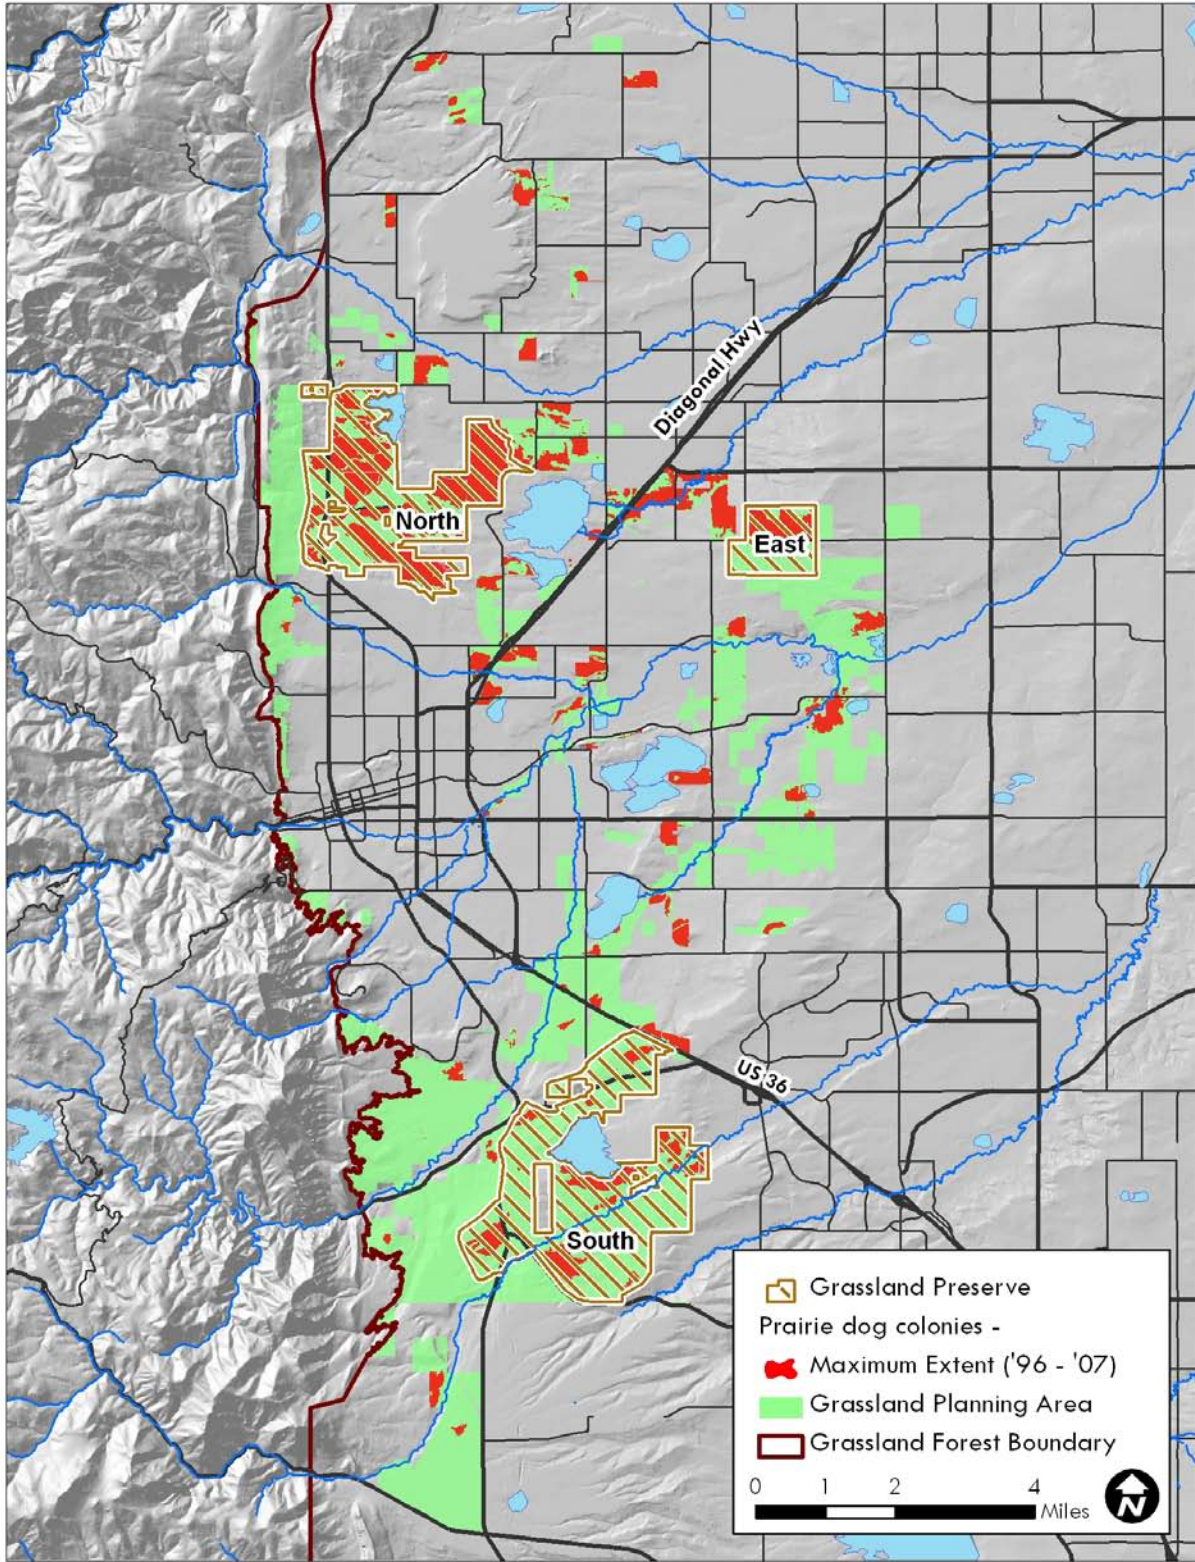 Diagonal Hwy
North
East
US 36
South
Grassland Preserve
Prairie dog colonies -
Maximum Extent ('96 - '07)
Grassland Planning Area
Grassland Forest Boundary
0 1 2 4
Miles
N